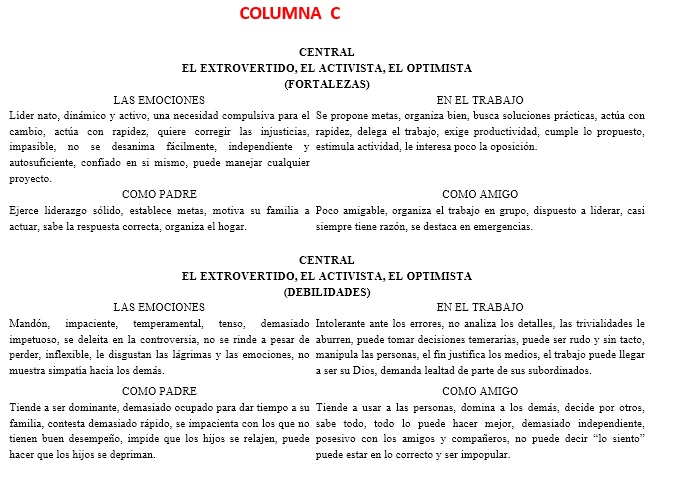 COLUMNA C
CENTRAL
EL EXTROVERTIDO, EL ACTIVISTA, EL OPTIMISTA
(FORTALEZAS)
LAS EMOCIONES
Líder nato, dinámico y activo, una necesidad compulsiva para el
cambio, actúa con rapidez, quiere corregir las injusticias,
impasible, no se desanima fácilmente, independiente y
autosuficiente, confiado en si mismo, puede manejar cualquier
proyecto.
EN EL TRABAJO
Se propone metas, organiza bien, busca soluciones prácticas, actúa con
rapidez, delega el trabajo, exige productividad, cumple lo propuesto,
estimula actividad, le interesa poco la oposición.
COMO PADRE
Ejerce liderazgo sólido, establece metas, motiva su familia a
actuar, sabe la respuesta correcta, organiza el hogar.
COMO AMIGO
Poco amigable, organiza el trabajo en grupo, dispuesto a liderar, casi
siempre tiene razón, se destaca en emergencias.
CENTRAL
EL EXTROVERTIDO, EL ACTIVISTA, EL OPTIMISTA
(DEBILIDADES)
LAS EMOCIONES
Mandón, impaciente, temperamental, tenso, demasiado
impetuoso, se deleita en la controversia, no se rinde a pesar de
perder, inflexible, le disgustan las lágrimas y las emociones, no
muestra simpatía hacia los demás.
EN EL TRABAJO
Intolerante ante los errores, no analiza los detalles, las trivialidades le
aburren, puede tomar decisiones temerarias, puede ser rudo y sin tacto,
manipula las personas, el fin justifica los medios, el trabajo puede llegar
a ser su Dios, demanda lealtad de parte de sus subordinados.
COMO PADRE
Tiende a ser dominante, demasiado ocupado para dar tiempo a su
familia, contesta demasiado rápido, se impacienta con los que no
tienen buen desempeño, impide que los hijos se relajen, puede
hacer que los hijos se depriman.
COMO AMIGO
Tiende a usar a las personas, domina a los demás, decide por otros,
sabe todo, todo lo puede hacer mejor, demasiado independiente,
posesivo con los amigos y compañeros, no puede decir “lo siento”
puede estar en lo correcto y ser impopular.